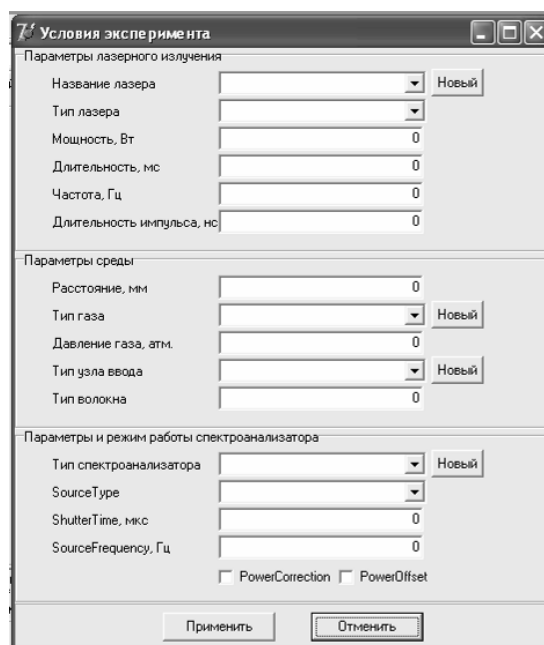 Условия эксперимента
Параметры лазерного излучения
Название лазера Новый
Тип лазера
Мощность, Вт 0
Длительность, мс 0
Частота, Гц 0
Длительность импульса, нс 0
Параметры среды
Расстояние, мм 0
Тип газа Новый
Давление газа, атм. 0
Тип узла ввода Новый
Тип волокна 0
Параметры и режим работы спектроанализатора
Тип спектроанализатора Новый
SourceType
ShutterTime, мкс 0
SourceFrequency, Гц 0
PowerCorrection PowerOffset
Применить Отменить